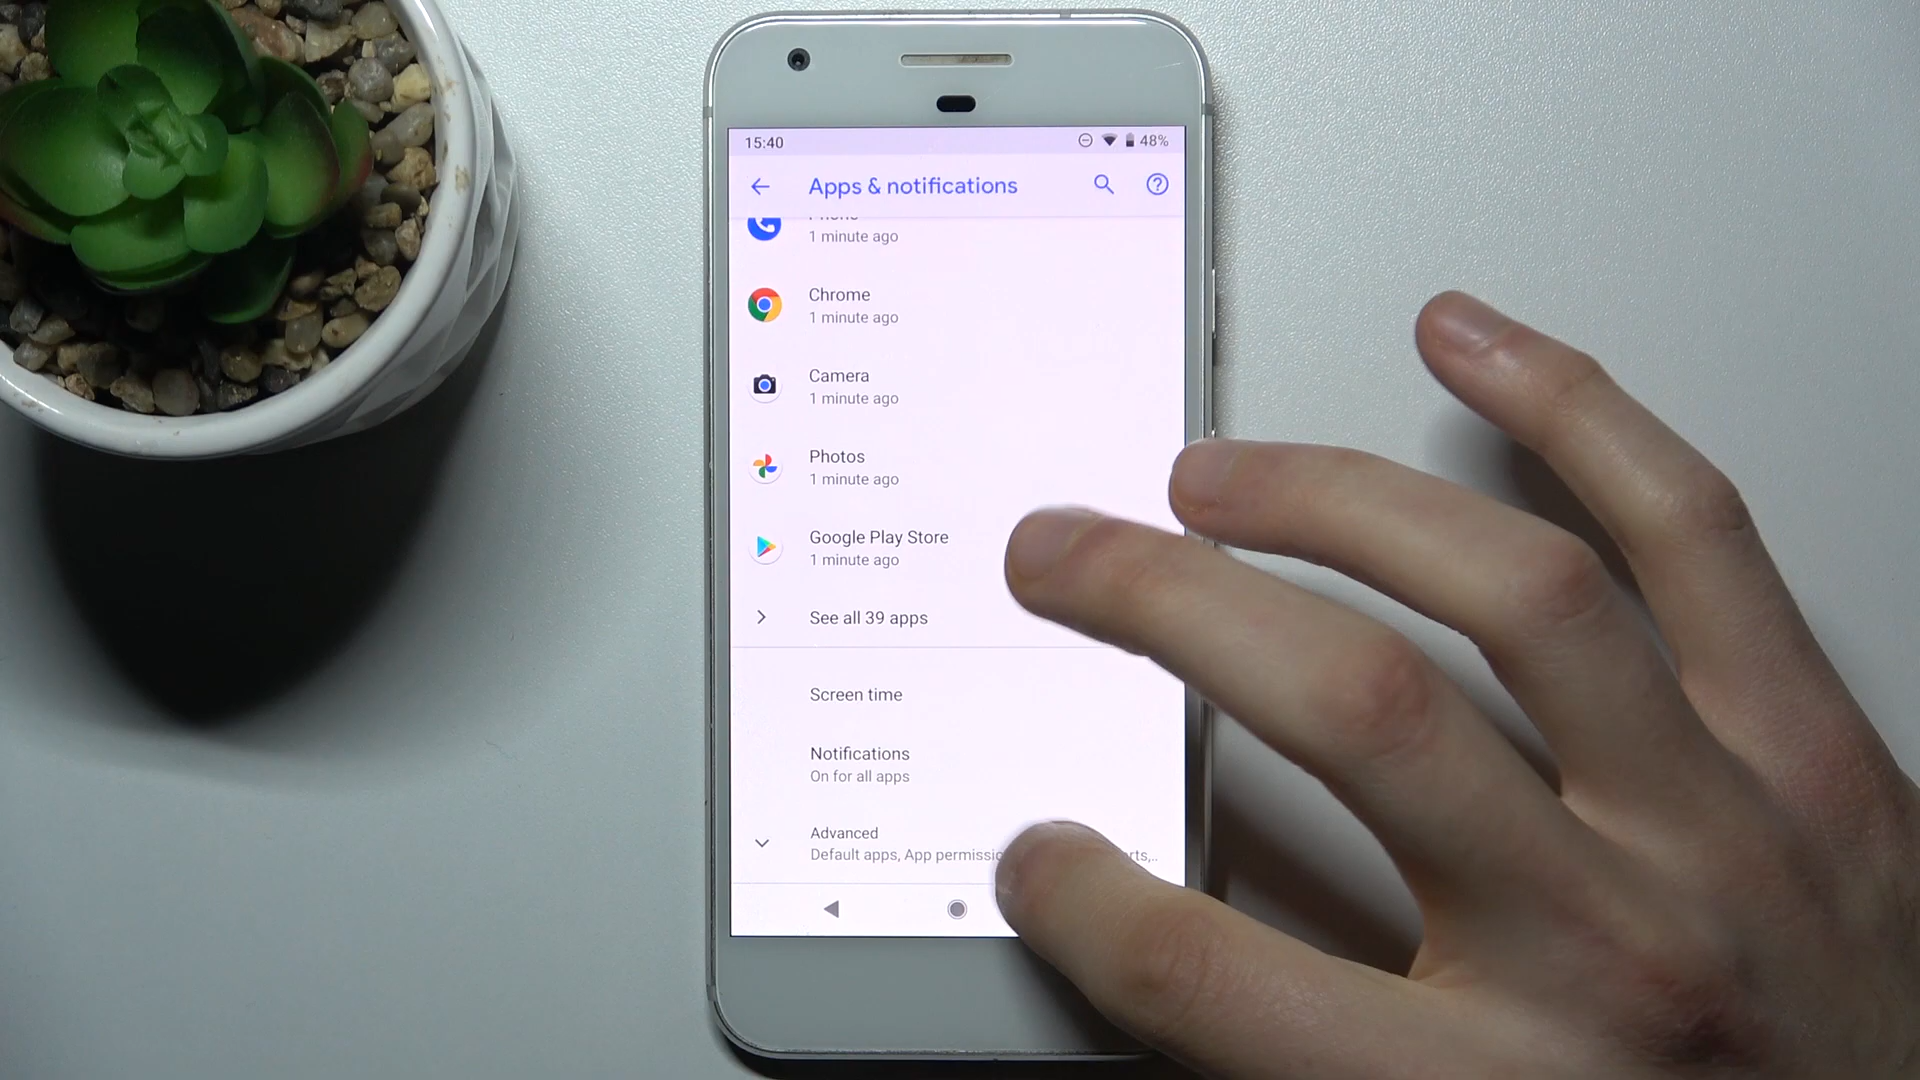 15:40
48%
Apps & notifications
Phone
1 minute ago
Chrome
1 minute ago
Camera
1 minute ago
Photos
1 minute ago
Google Play Store
1 minute ago
See all 39 apps
Screen time
Notifications
On for all apps
Advanced
Default apps, App